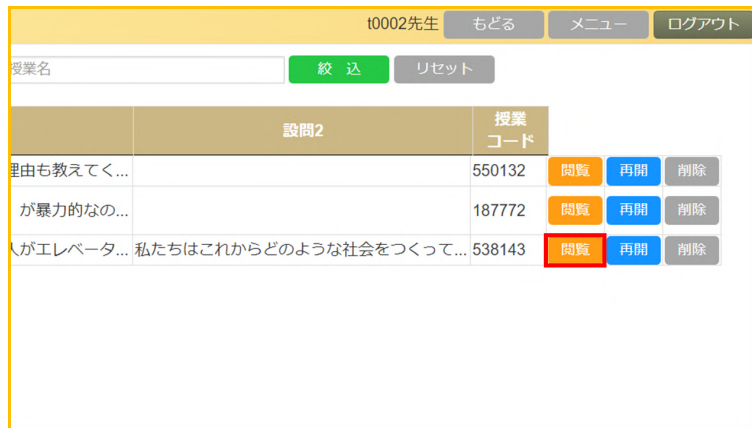 t0002先生 もどる メニュー ログアウト
授業名 絞 込 リセット
設問2 授業
コード
理由も教えてく... 550132 閲覧 再開 削除
が暴力的なの... 187772 閲覧 再開 削除
人がエレベータ... 私たちはこれからどのような社会をつくって... 538143 閲覧 再開 削除